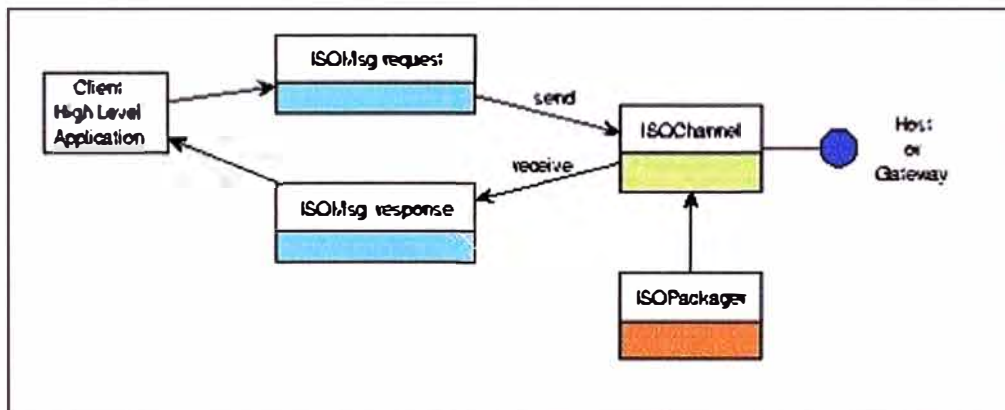 ISOMsg request
Client
High Level
Application
send
ISOChannel
Host
or
Gateway
receive
ISOMsg response
ISOPackager